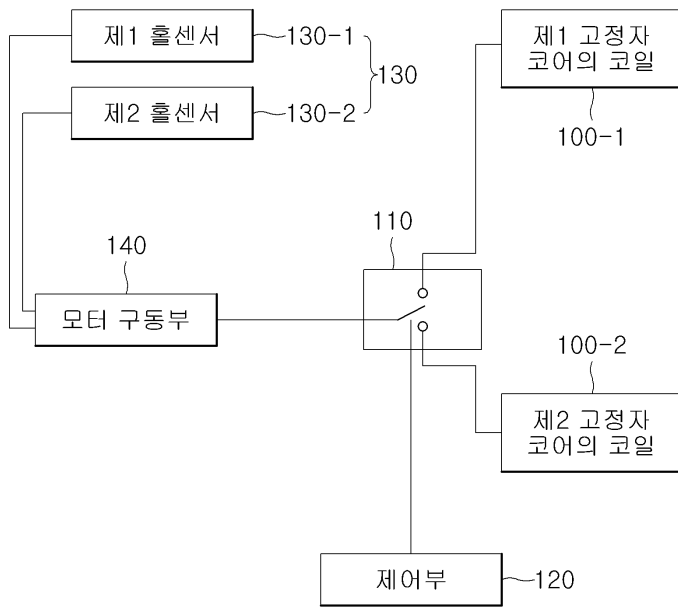 제1 홀센서
130-1
130
제2 홀센서
130-2
제1 고정자
코어의 코일
100-1
110
140
모터 구동부
100-2
제2 고정자
코어의 코일
제어부
120